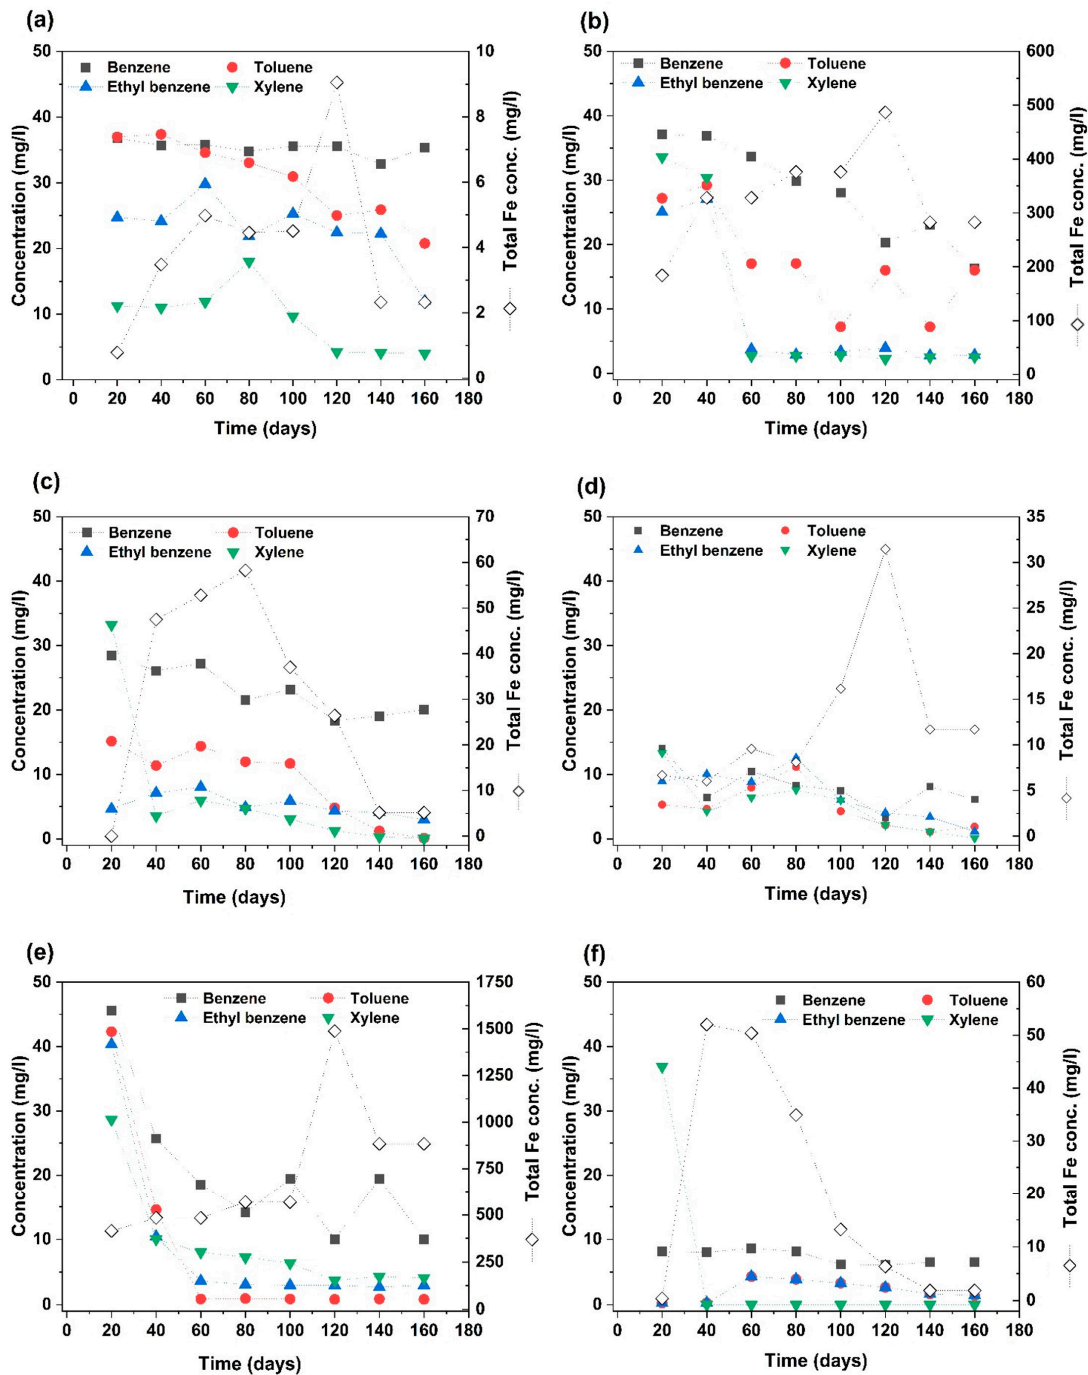 (a)
Benzene Toluene
Ethyl benzene Xylene
50
40
30
20
10
0
10
8
6
4
2
0
0 20 40 60 80 100 120 140 160 180
Concentration (mg/l)
Total Fe conc. (mg/l)
Time (days)
(b)
Benzene Toluene
Ethyl benzene Xylene
50
40
30
20
10
0
600
500
400
300
200
100
0
0 20 40 60 80 100 120 140 160 180
Concentration (mg/l)
Total Fe conc. (mg/l)
Time (days)
(c)
Benzene Toluene
Ethyl benzene Xylene
50
40
30
20
10
0
70
60
50
40
30
20
10
0
0 20 40 60 80 100 120 140 160 180
Concentration (mg/l)
Total Fe conc. (mg/l)
Time (days)
(d)
Benzene Toluene
Ethyl benzene Xylene
50
40
30
20
10
0
35
30
25
20
15
10
5
0
0 20 40 60 80 100 120 140 160 180
Concentration (mg/l)
Total Fe conc. (mg/l)
Time (days)
(e)
Benzene Toluene
Ethyl benzene Xylene
50
40
30
20
10
0
1750
1500
1250
1000
750
500
250
0
0 20 40 60 80 100 120 140 160 180
Concentration (mg/l)
Total Fe conc. (mg/l)
Time (days)
(f)
Benzene Toluene
Ethyl benzene Xylene
50
40
30
20
10
0
60
50
40
30
20
10
0
0 20 40 60 80 100 120 140 160 180
Concentration (mg/l)
Total Fe conc. (mg/l)
Time (days)